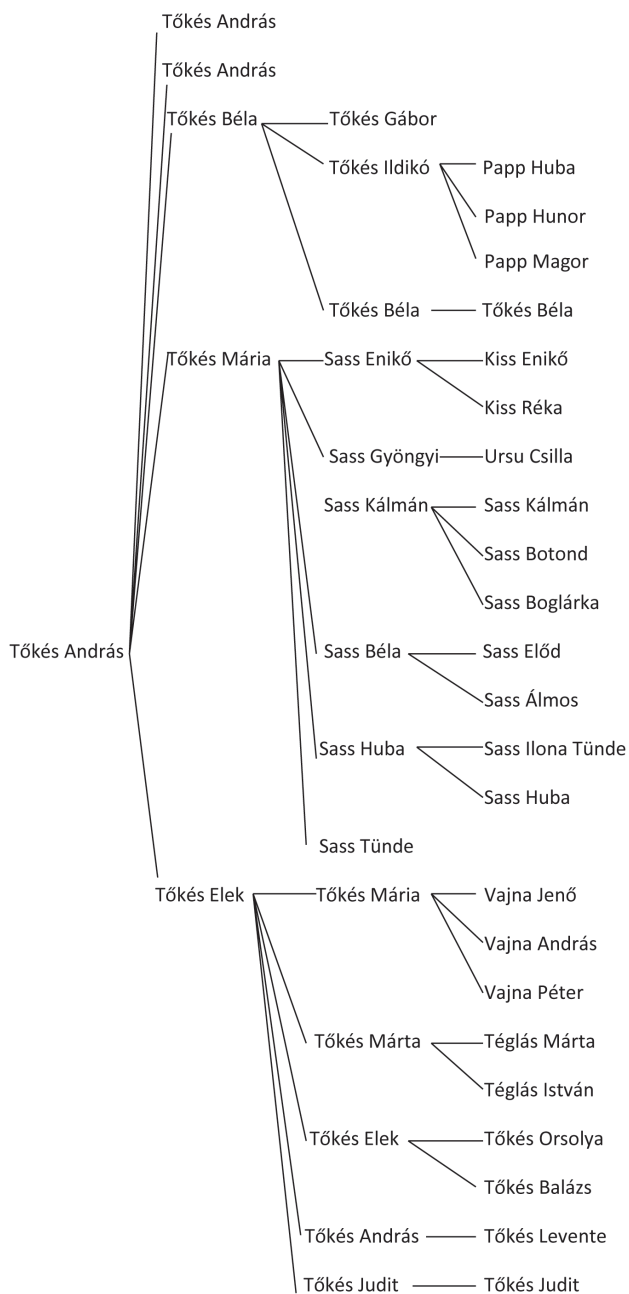 Tőkés András
Tőkés András
Tőkés Béla
Tőkés Gábor
Tőkés Ildikó
Papp Huba
Papp Hunor
Papp Magor
Tőkés Béla
Tőkés Béla
Tőkés Mária
Sass Enikő
Kiss Enikő
Kiss Réka
Sass Gyöngyi
Ursu Csilla
Sass Kálmán
Sass Kálmán
Sass Botond
Sass Boglárka
Tőkés András
Sass Béla
Sass Előd
Sass Álmos
Sass Huba
Sass Ilona Tünde
Sass Huba
Sass Tünde
Tőkés Elek
Tőkés Mária
Vajna Jenő
Vajna András
Vajna Péter
Tőkés Márta
Téglás Márta
Téglás István
Tőkés Elek
Tőkés Orsolya
Tőkés Balázs
Tőkés András
Tőkés Levente
Tőkés Judit
Tőkés Judit